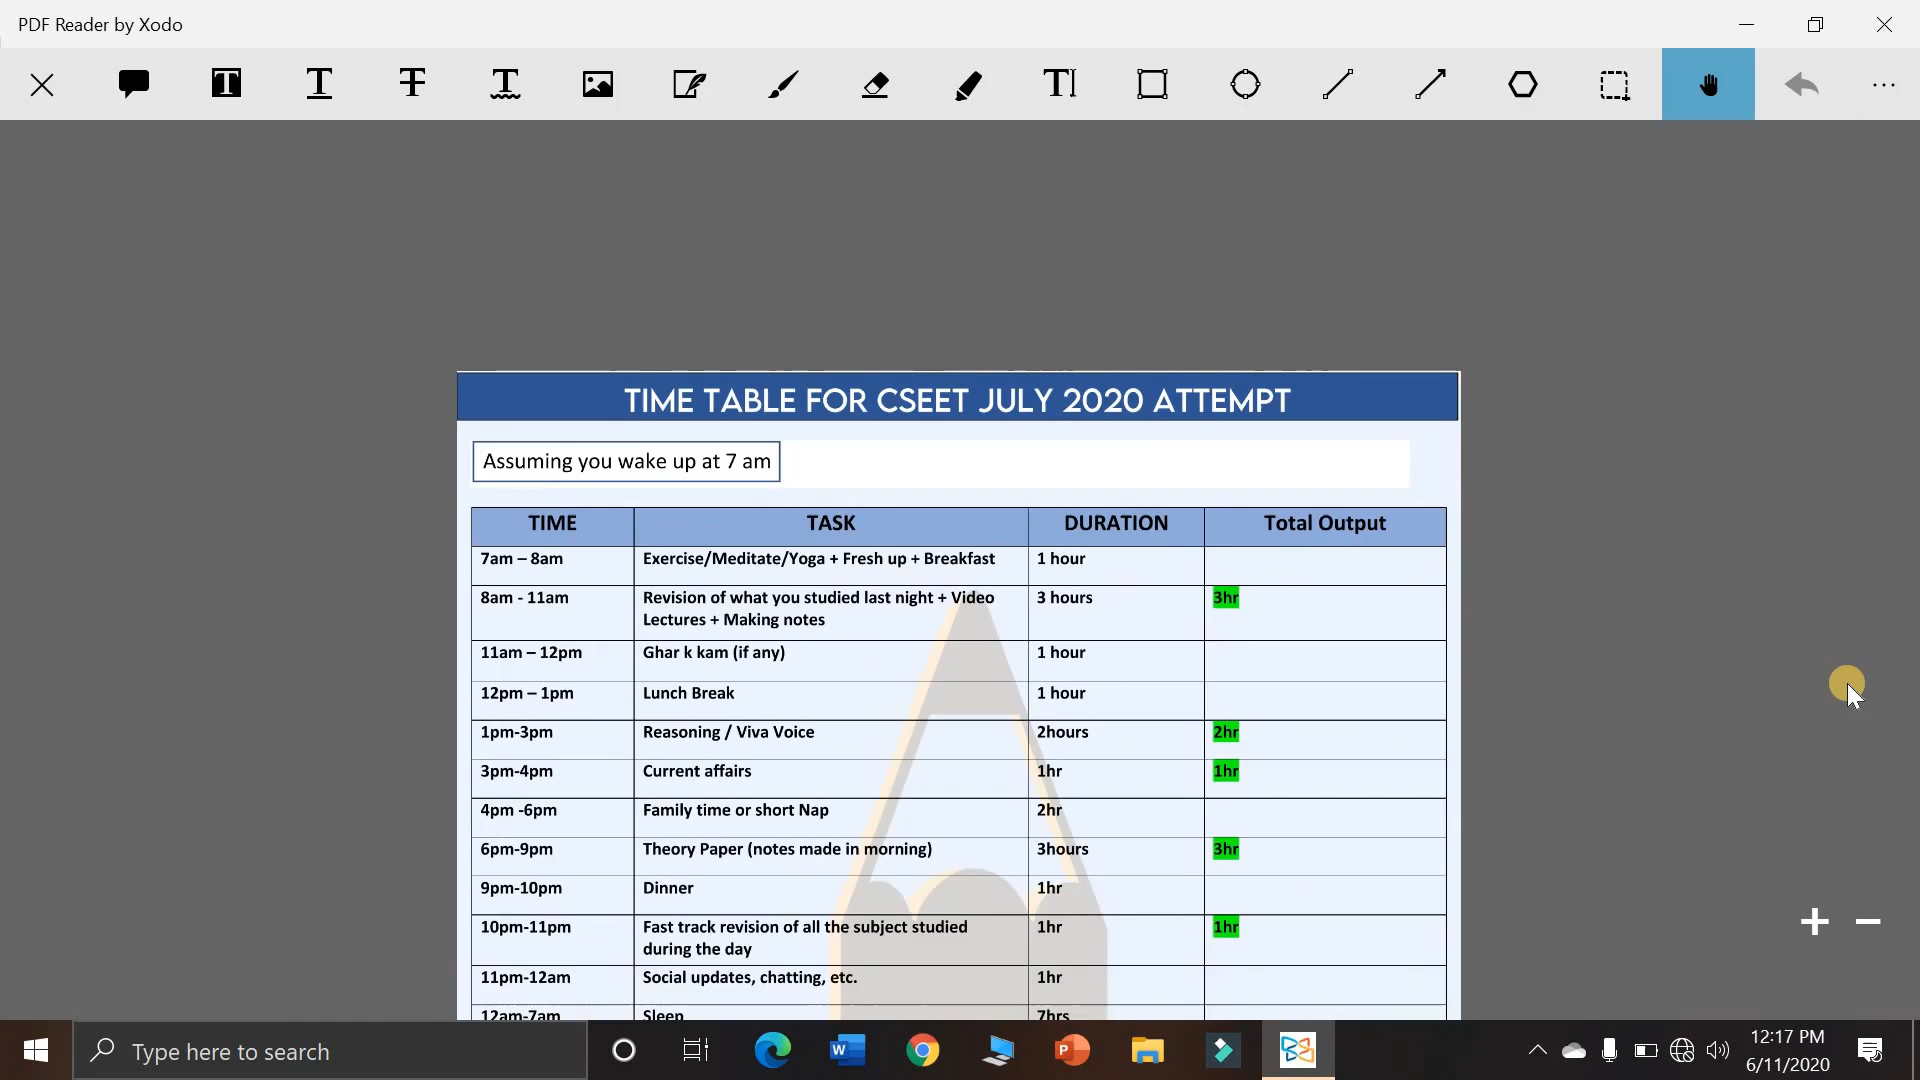 PDF Reader by Xodo
TIME TABLE FOR CSEET JULY 2020 ATTEMPT
Assuming you wake up at 7 am
TIME TASK DURATION Total Output
7am – 8am Exercise/Meditate/Yoga + Fresh up + Breakfast 1 hour
8am - 11am Revision of what you studied last night + Video 3 hours 3hr
Lectures + Making notes
11am – 12pm Ghar k kam (if any) 1 hour
12pm – 1pm Lunch Break 1 hour
1pm-3pm Reasoning / Viva Voice 2hours 2hr
3pm-4pm Current affairs 1hr 1hr
4pm -6pm Family time or short Nap 2hr
6pm-9pm Theory Paper (notes made in morning) 3hours 3hr
9pm-10pm Dinner 1hr
10pm-11pm Fast track revision of all the subject studied 1hr 1hr
during the day
11pm-12am Social updates, chatting, etc. 1hr
12am-7am Sleep 7hrs
Type here to search
12:17 PM
6/11/2020